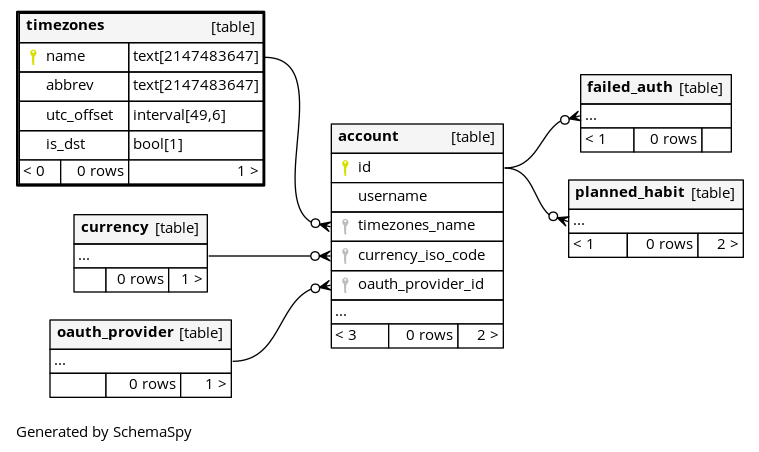 timezones [table]
name text[2147483647]
abbrev text[2147483647]
utc_offset interval[49,6]
is_dst bool[1]
< 0 0 rows 1 >
currency [table]
...
0 rows 1 >
oauth_provider [table]
...
0 rows 1 >
account [table]
id
username
timezones_name
currency_iso_code
oauth_provider_id
...
< 3 0 rows 2 >
failed_auth [table]
...
< 1 0 rows
planned_habit [table]
...
< 1 0 rows 2 >
Generated by SchemaSpy